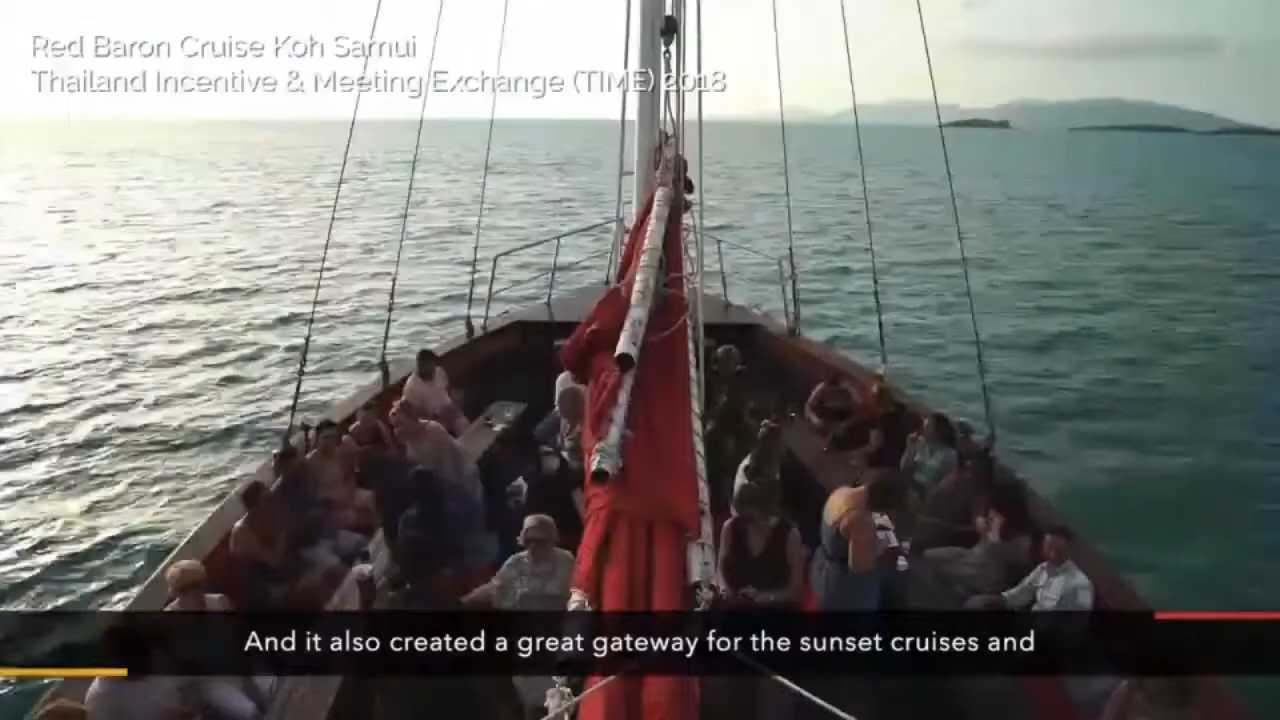 Red Baron Cruise Koh Samui
Thailand Incentive & Meeting Exchange (TIME) 2018
And it also created a great gateway for the sunset cruises and